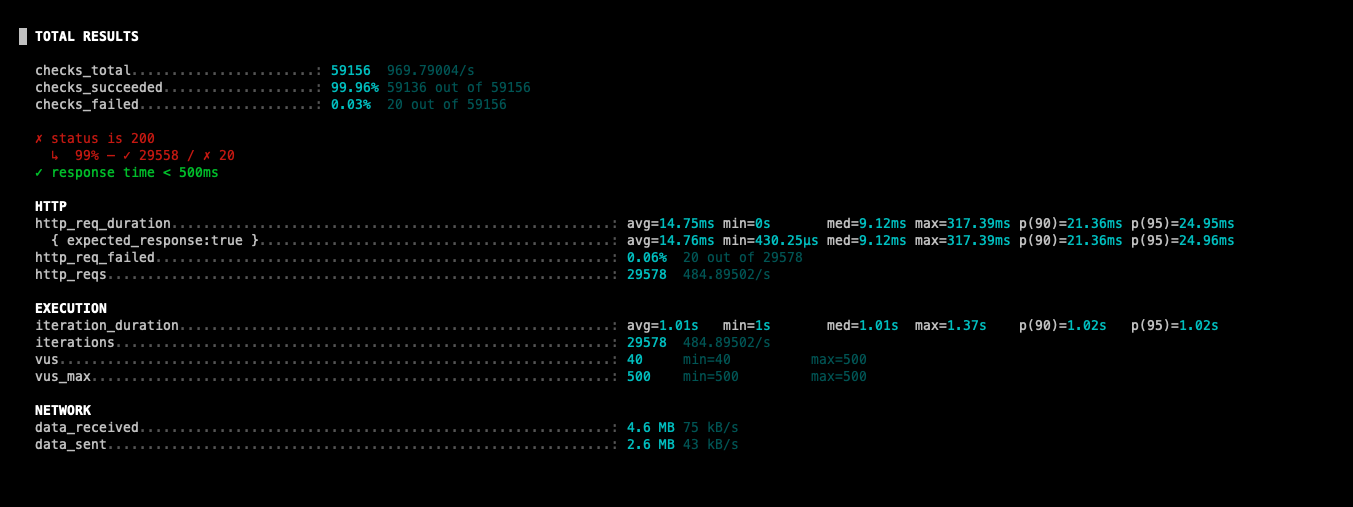 TOTAL RESULTS
checks_total.......................: 59156 969.79004/s
checks_succeeded...................: 99.96% 59136 out of 59156
checks_failed......................: 0.03% 20 out of 59156
✗ status is 200
↳ 99% — ✓ 29558 / ✗ 20
✓ response time < 500ms
HTTP
http_req_duration.......................................................: avg=14.75ms min=0s med=9.12ms max=317.39ms p(90)=21.36ms p(95)=24.95ms
{ expected_response:true }............................................: avg=14.76ms min=430.25µs med=9.12ms max=317.39ms p(90)=21.36ms p(95)=24.96ms
http_req_failed.........................................................: 0.06% 20 out of 29578
http_reqs...............................................................: 29578 484.89502/s
EXECUTION
iteration_duration......................................................: avg=1.01s min=1s med=1.01s max=1.37s p(90)=1.02s p(95)=1.02s
iterations..............................................................: 29578 484.89502/s
vus.....................................................................: 40 min=40 max=500
vus_max.................................................................: 500 min=500 max=500
NETWORK
data_received...........................................................: 4.6 MB 75 kB/s
data_sent...............................................................: 2.6 MB 43 kB/s